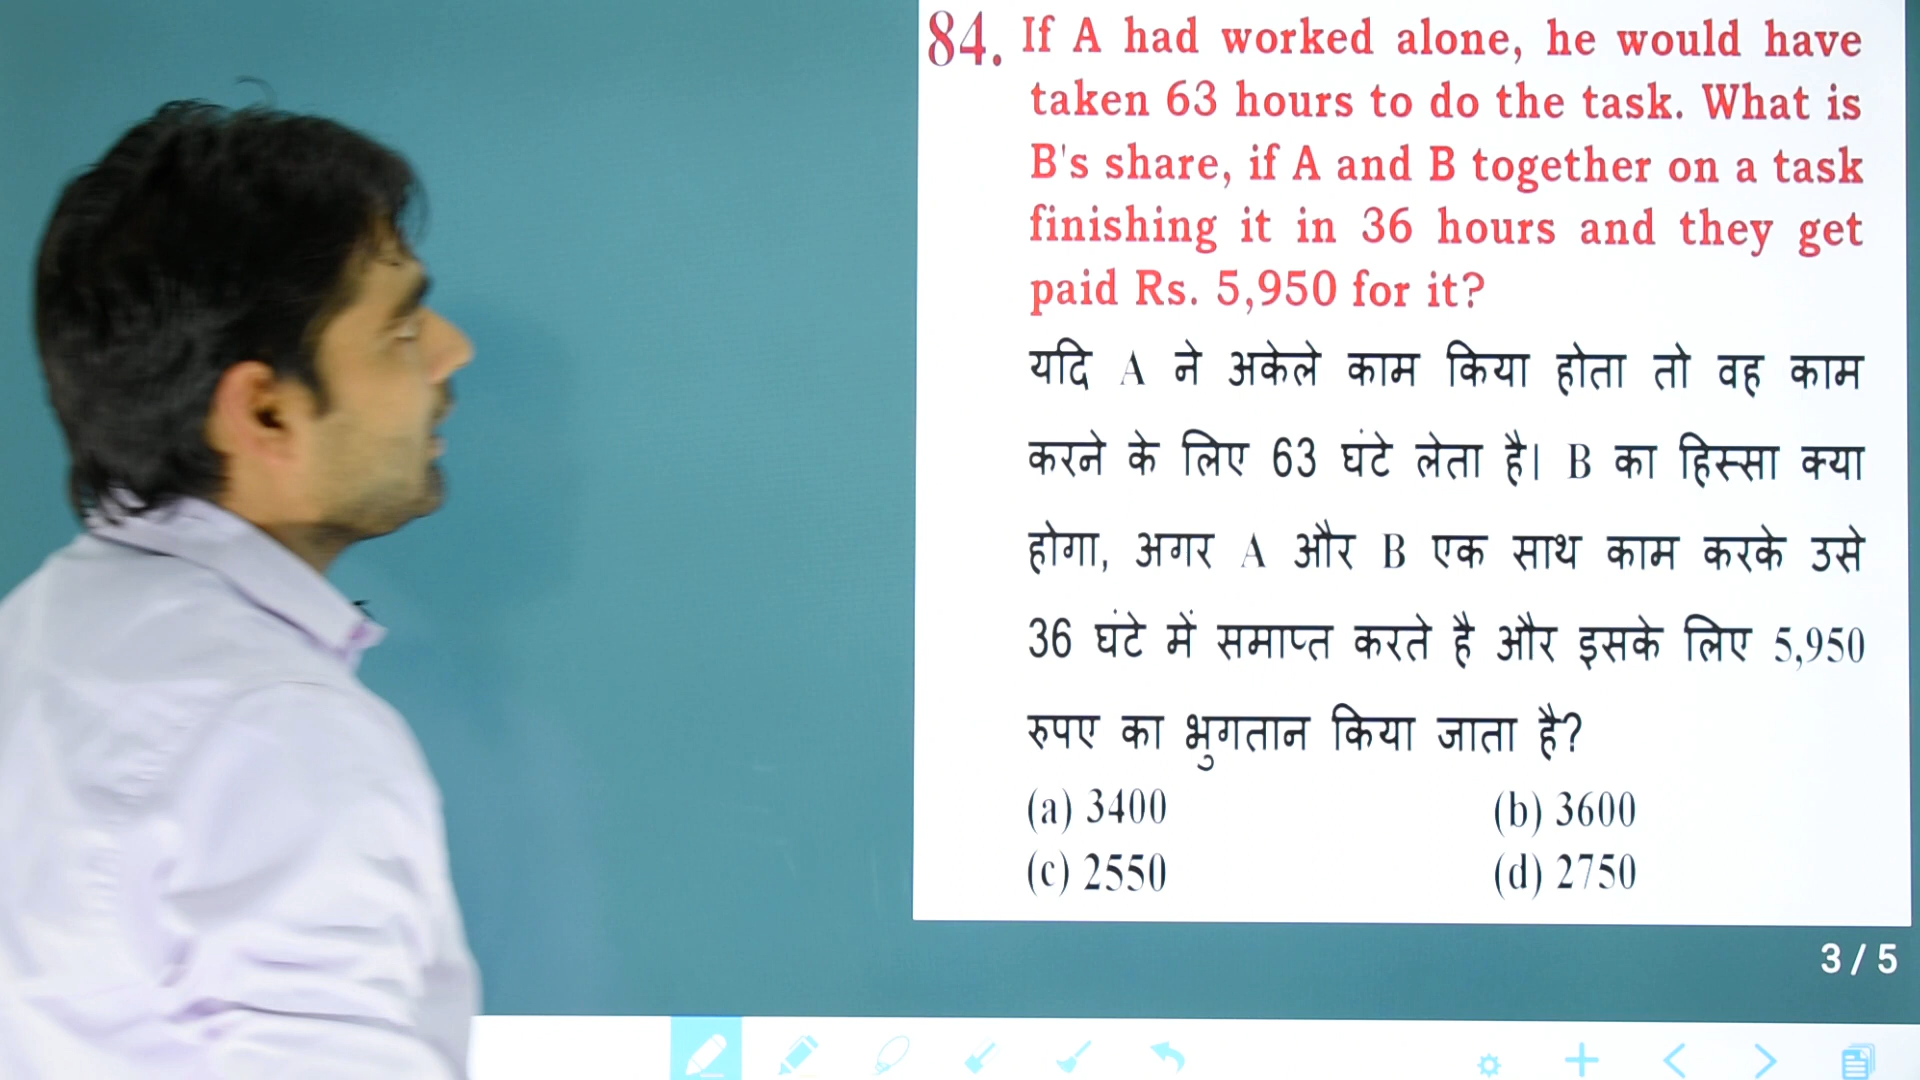 84. If A had worked alone, he would have
taken 63 hours to do the task. What is
B's share, if A and B together on a task
finishing it in 36 hours and they get
paid Rs. 5,950 for it?
यदि A ने अकेले काम किया होता तो वह काम
करने के लिए 63 घंटे लेता है। B का हिस्सा क्या
होगा, अगर A और B एक साथ काम करके उसे
36 घंटे में समाप्त करते है और इसके लिए 5,950
रुपए का भुगतान किया जाता है?
(a) 3400 (b) 3600
(c) 2550 (d) 2750
3 / 5